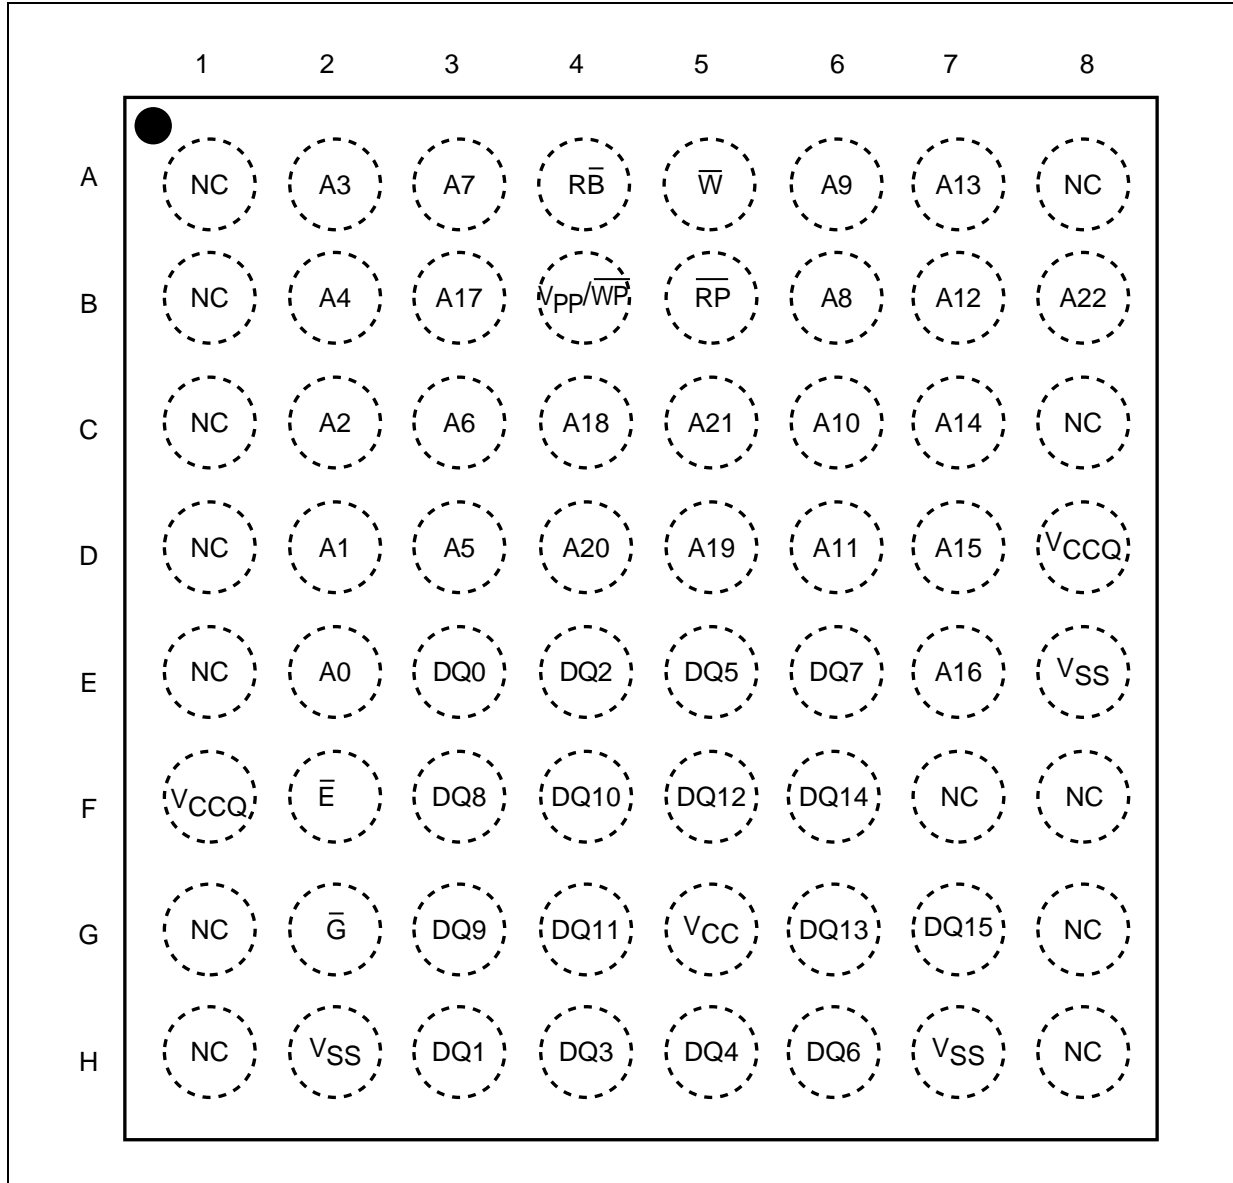 1 2 3 4 5 6 7 8
A NC A3 A7 RB̅ W̅ A9 A13 NC
B NC A4 A17 VPP/W̅P̅ R̅P̅ A8 A12 A22
C NC A2 A6 A18 A21 A10 A14 NC
D NC A1 A5 A20 A19 A11 A15 VCCQ
E NC A0 DQ0 DQ2 DQ5 DQ7 A16 VSS
F VCCQ E̅ DQ8 DQ10 DQ12 DQ14 NC NC
G NC G̅ DQ9 DQ11 VCC DQ13 DQ15 NC
H NC VSS DQ1 DQ3 DQ4 DQ6 VSS NC